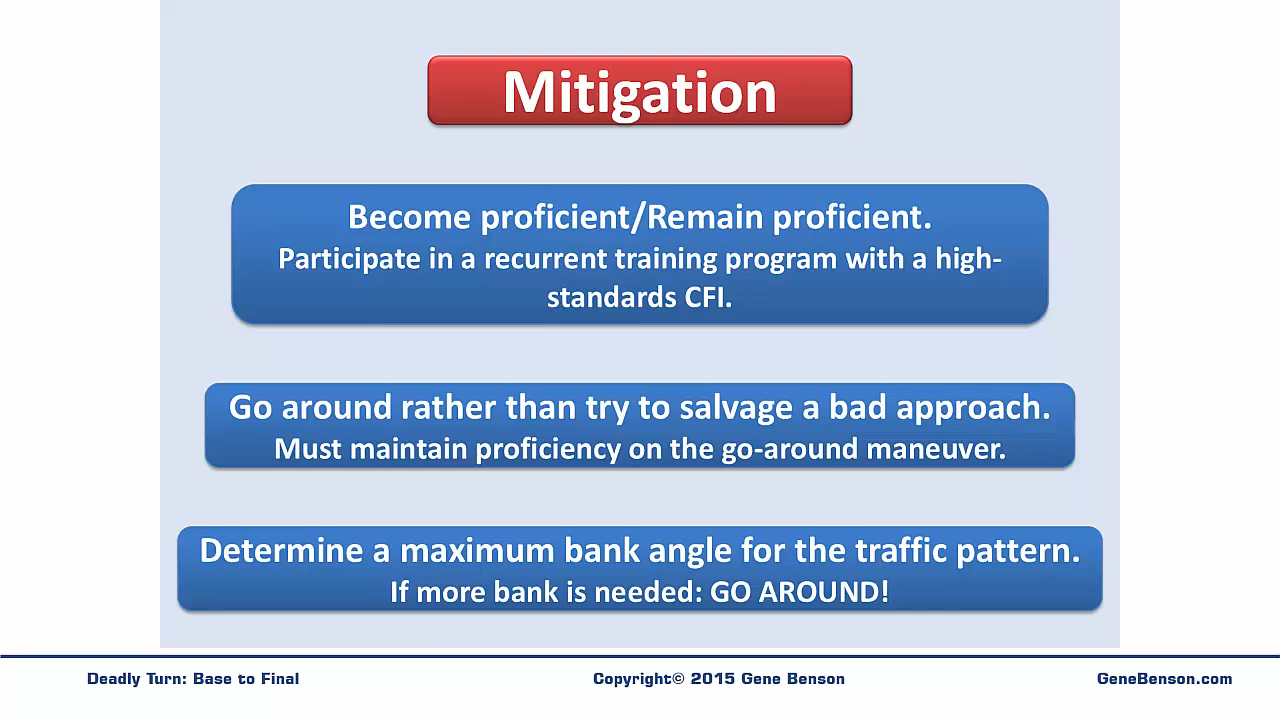 Mitigation
Become proficient/Remain proficient.
Participate in a recurrent training program with a high-
standards CFI.
Go around rather than try to salvage a bad approach.
Must maintain proficiency on the go-around maneuver.
Determine a maximum bank angle for the traffic pattern.
If more bank is needed: GO AROUND!
Deadly Turn: Base to Final
Copyright© 2015 Gene Benson
GeneBenson.com